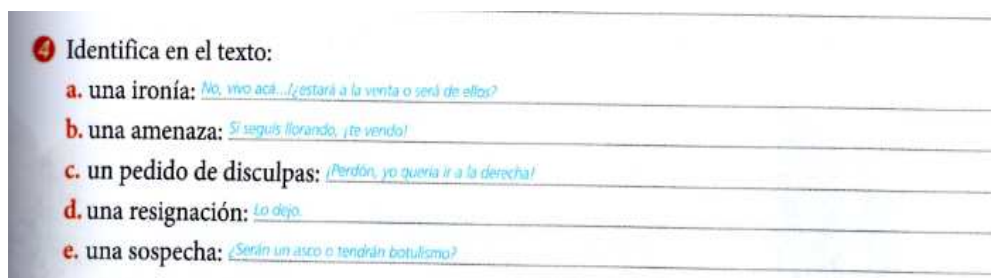 4 Identifica en el texto:
a. una ironía: No, vivo acá.../¿estará a la venta o será de ellos?
b. una amenaza: Si seguís llorando, ¡te vendo!
c. un pedido de disculpas: ¡Perdón, yo quería ir a la derecha!
d. una resignación: Lo dejo.
e. una sospecha: ¿Serán un asco o tendrán botulismo?